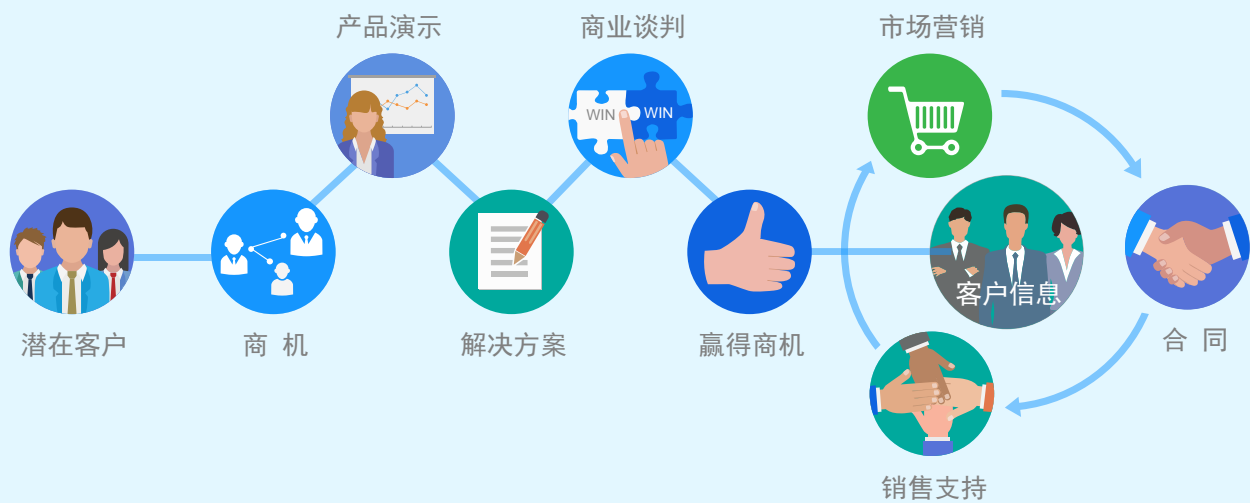 产品演示
商业谈判
市场营销
WIN
WIN
客户信息
潜在客户
商 机
解决方案
赢得商机
合 同
销售支持